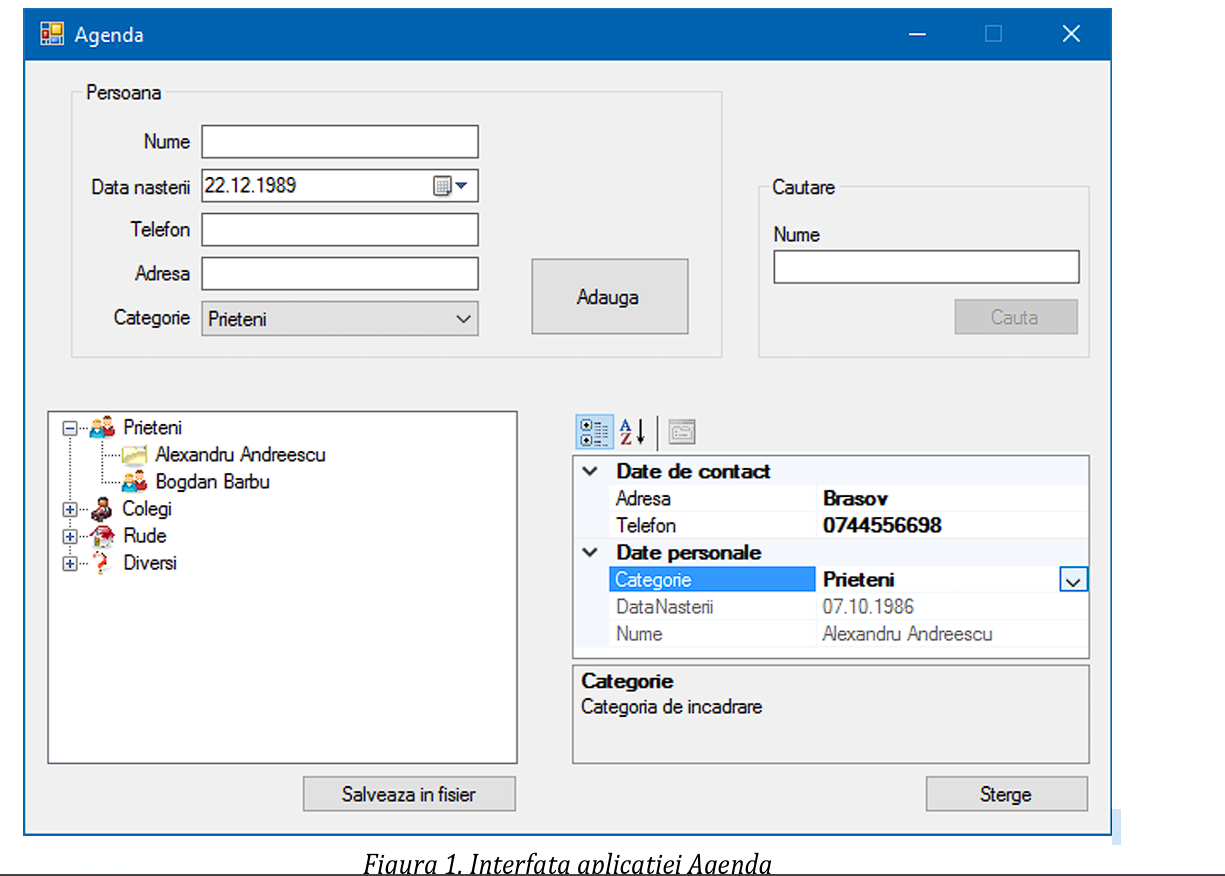 Agenda
Persoana
Nume
Data nasterii 22.12.1989
Telefon
Adresa
Categorie Prieteni
Adauga
Cautare
Nume
Cauta
Prieteni
Alexandru Andreescu
Bogdan Barbu
Colegi
Rude
Diversi
Salveaza in fisier
A
Z
Date de contact
Adresa Brasov
Telefon 0744556698
Date personale
Categorie Prieteni
DataNasterii 07.10.1986
Nume Alexandru Andreescu
Categorie
Categoria de incadrare
Sterge
Figura 1. Interfata aplicatiei Agenda